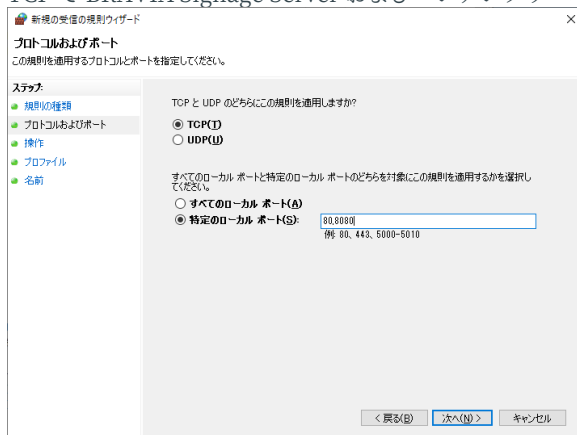 TCP で BRAVIA Signage Server および
新規の受信の規則ウィザード
プロトコルおよびポート
この規則を適用するプロトコルとポートを指定してください。
ステップ:
規則の種類
プロトコルおよびポート
操作
プロファイル
名前
TCP と UDP のどちらにこの規則を適用しますか?
TCP(T)
UDP(U)
すべてのローカル ポートと特定のローカル ポートのどちらを対象にこの規則を適用するかを選択し
てください。
すべてのローカル ポート(A)
特定のローカル ポート(S):
80,8080
例: 80、443、5000-5010
< 戻る(B)
次へ(N) >
キャンセル